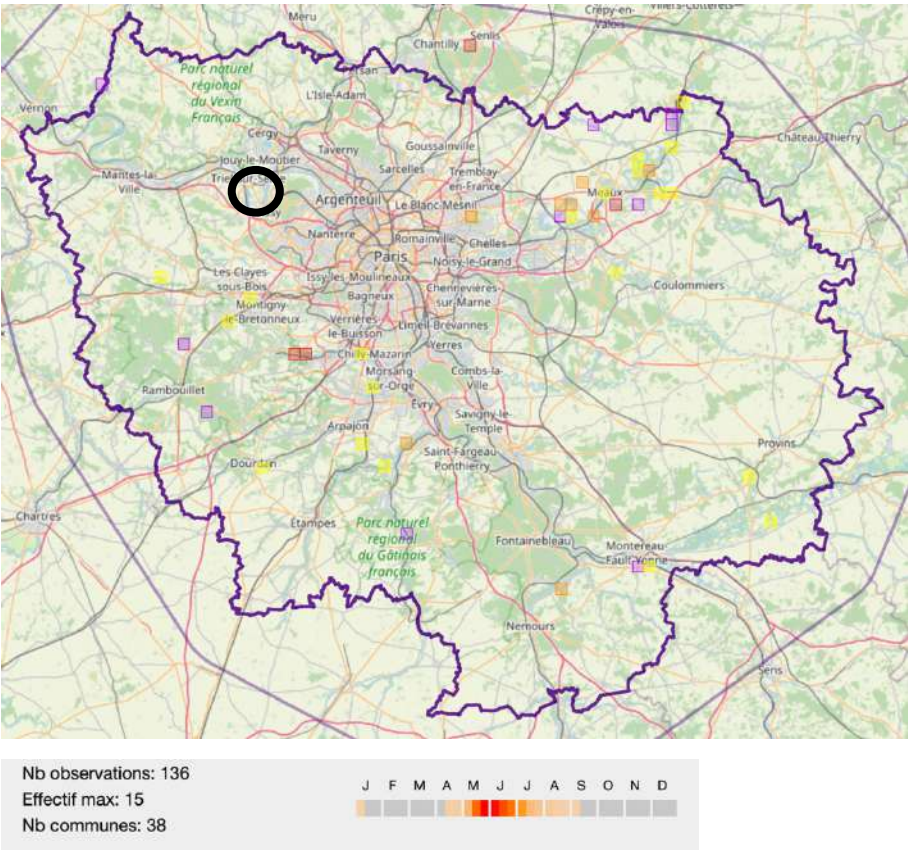 Meru
Crépy-en-
Valois
Villers-Cotterêts
Chantilly
Senlis
Parc naturel
régional
du Vexin
Français
L'Isle-Adam
Vernon
Cergy
Taverny
Goussainville
Château-Thierry
Jouy-le-Moutier
Mantes-la-
Ville
Sarcelles
Tremblay
en-France
Meaux
Argenteuil
Le Blanc-Mesnil
Nanterre
Romainville
Chelles
Paris
Noisy-le-Grand
Les Clayes
sous-Bois
Issy-les-Moulineaux
Coulommiers
Bagneux
Chennevières-
sur-Marne
Montigny
-le-Bretonneux
Verrières-
le-Buisson
Limeil-Brévannes
Yerres
Chilly-Mazarin
Morsang-
sur-Orge
Combs-la-
Ville
Rambouillet
Évry
Savigny-le-
Temple
Arpajon
Provins
Dourdan
Saint-Fargeau
Ponthierry
Chartres
Étampes
Parc naturel
régional
du Gâtinais
français
Fontainebleau
Montereau-
Fault-Yonne
Nemours
Sens
Nb observations: 136
Effectif max: 15
Nb communes: 38
J F M A M J J A S O N D